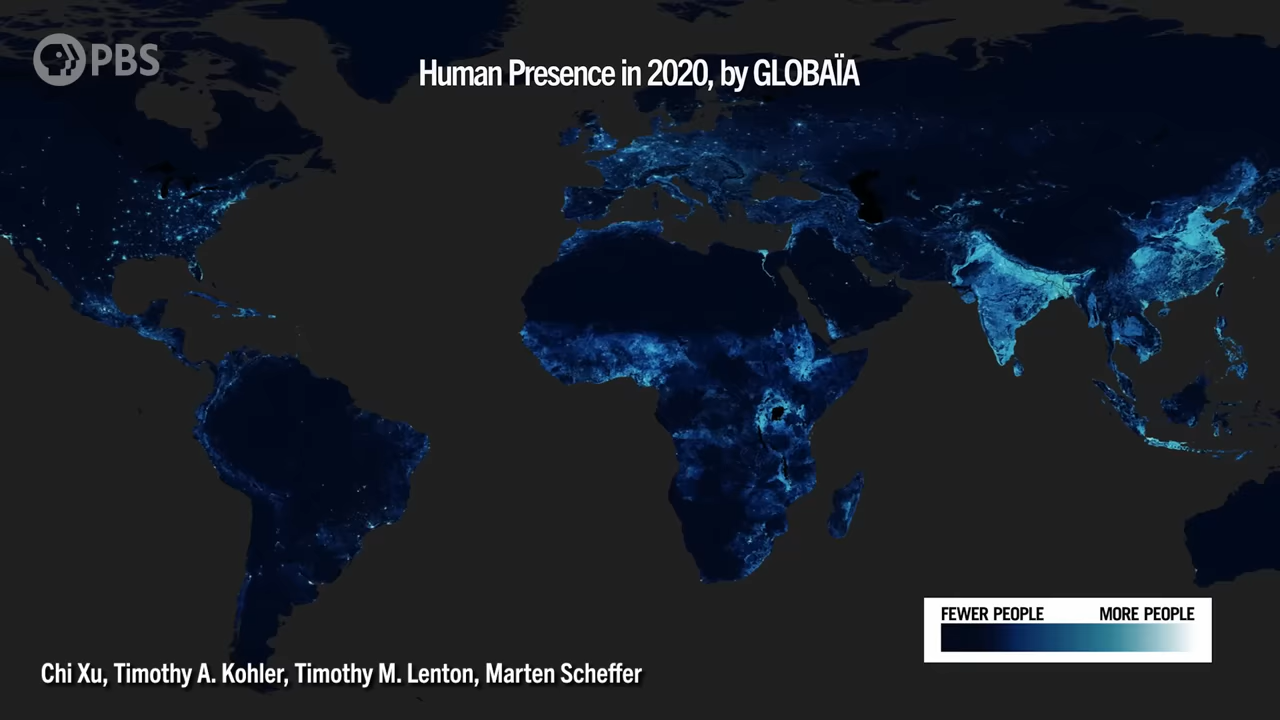 PBS
Human Presence in 2020, by GLOBAÏA
FEWER PEOPLE MORE PEOPLE
Chi Xu, Timothy A. Kohler, Timothy M. Lenton, Marten Scheffer